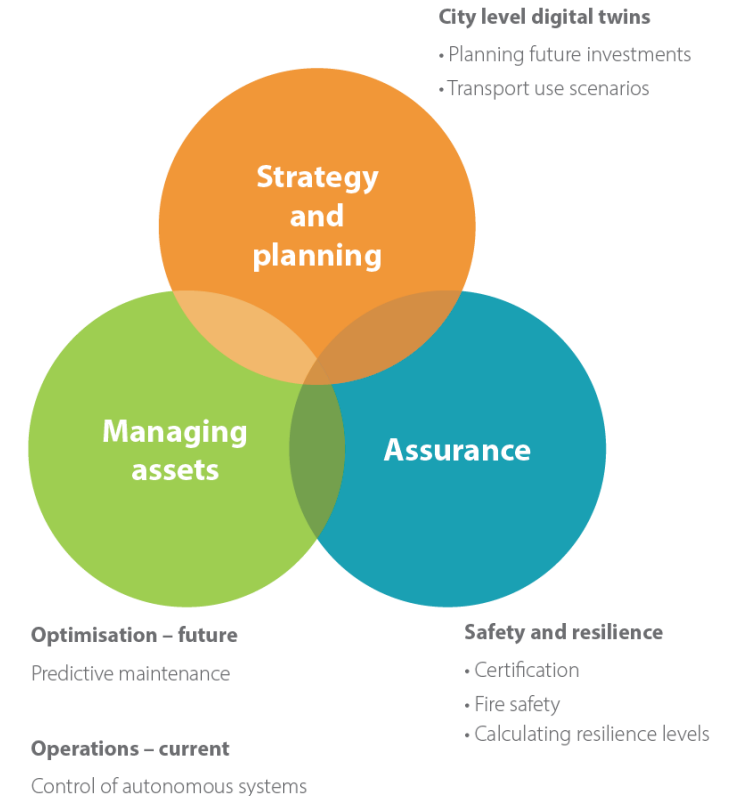 City level digital twins
• Planning future investments
• Transport use scenarios
Strategy
and
planning
Managing
assets
Assurance
Optimisation – future
Predictive maintenance
Operations – current
Control of autonomous systems
Safety and resilience
• Certification
• Fire safety
• Calculating resilience levels